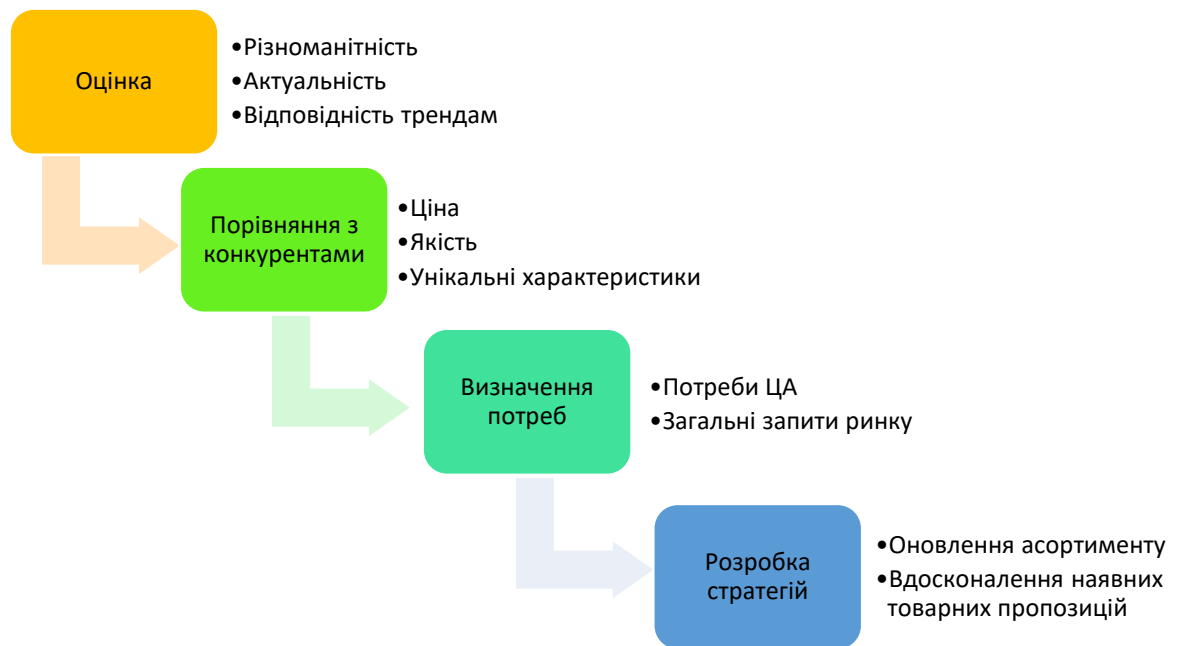 Оцінка
•Різноманітність
•Актуальність
•Відповідність трендам
Порівняння з
конкурентами
•Ціна
•Якість
•Унікальні характеристики
Визначення
потреб
•Потреби ЦА
•Загальні запити ринку
Розробка
стратегій
•Оновлення асортименту
•Вдосконалення наявних
товарних пропозицій